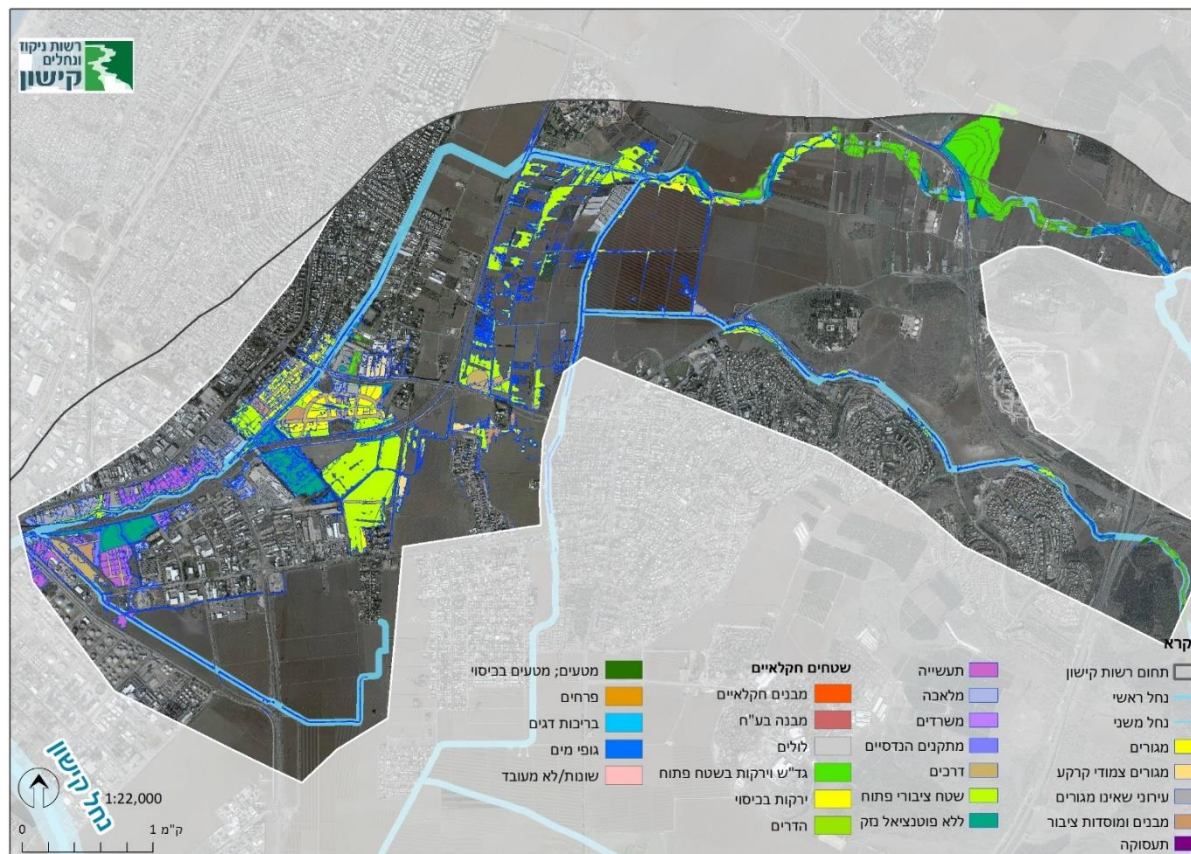 רשות ניקוז
ונחלים
קישון
קרא
תחום רשות קישון
נחל ראשי
נחל משני
מגורים
מגורים צמודי קרקע
עירוני שאינו מגורים
מבנים ומוסדות ציבור
תעסוקה
תעשייה
מלאכה
משרדים
מתקנים הנדסיים
דרכים
שטח ציבורי פתוח
ללא פוטנציאל נזק
שטחים חקלאיים
מבנים חקלאיים
מבנה בע"ח
לולים
גד"ש וירקות בשטח פתוח
ירקות בכיסוי
הדרים
מטעים; מטעים בכיסוי
פרחים
בריכות דגים
גופי מים
שונות/לא מעובד
נחל קישון
1:22,000
0 1 ק"מ